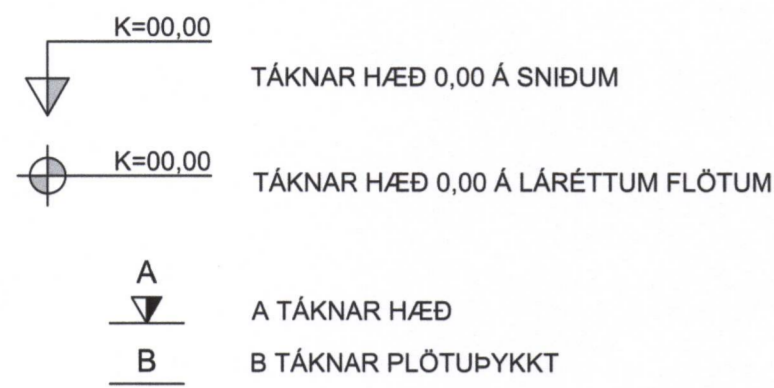 K=00,00
TÁKNAR HÆÐ 0,00 Á SNIÐUM
K=00,00
TÁKNAR HÆÐ 0,00 Á LÁRÉTTUM FLÖTUM
A
A TÁKNAR HÆÐ
B
B TÁKNAR PLÖTUÞYKKT